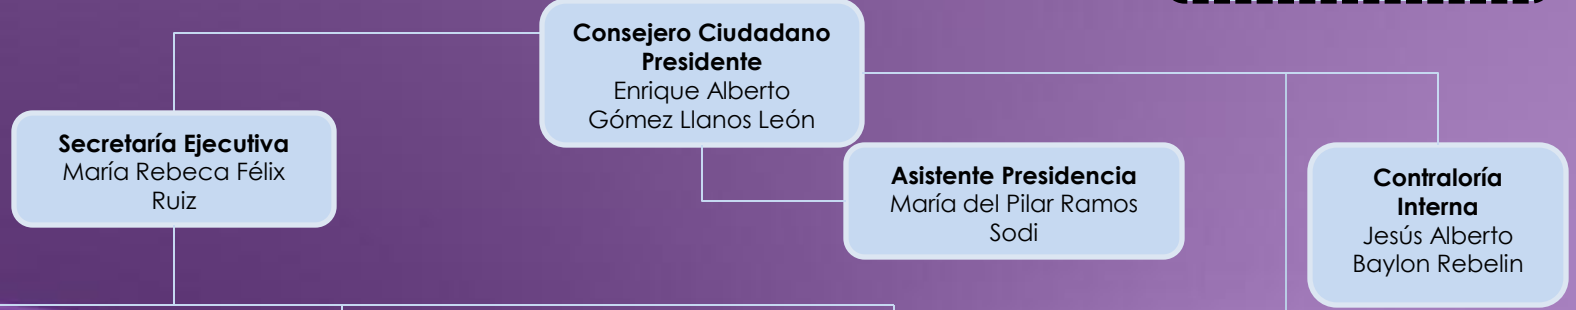 Consejero Ciudadano
Presidente
Enrique Alberto
Gómez Llanos León
Secretaría Ejecutiva
María Rebeca Félix
Ruiz
Asistente Presidencia
María del Pilar Ramos
Sodi
Contraloría
Interna
Jesús Alberto
Baylon Rebelin